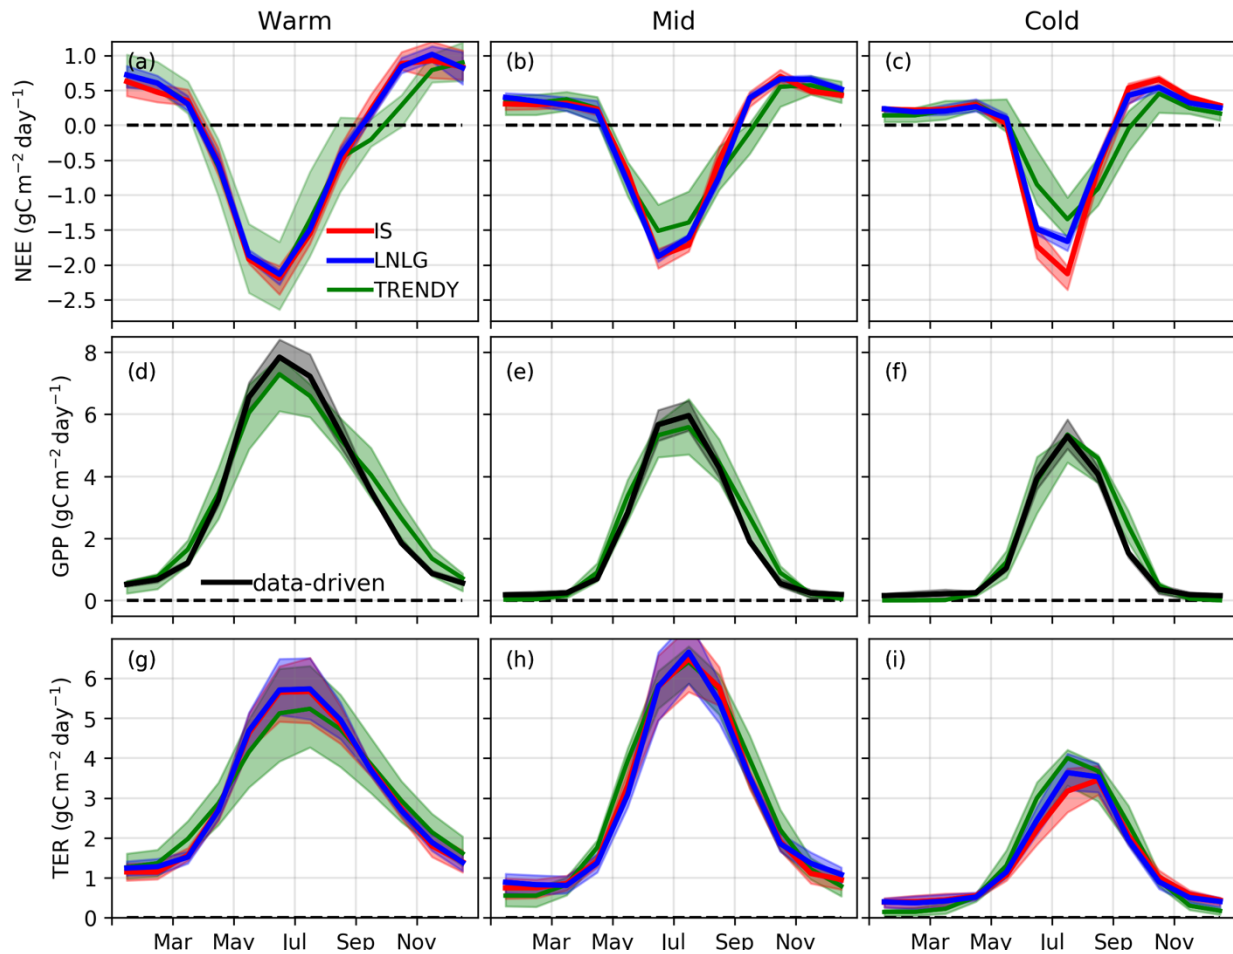 Warm Mid Cold
NEE (gC m⁻² day⁻¹)
1.0
0.5
0.0
−0.5
−1.0
−1.5
−2.0
−2.5
(a) (b) (c)
IS
LNLG
TRENDY
GPP (gC m⁻² day⁻¹)
8
6
4
2
0
(d) (e) (f)
data-driven
TER (gC m⁻² day⁻¹)
6
5
4
3
2
1
0
(g) (h) (i)
Mar May Jul Sep Nov Mar May Jul Sep Nov Mar May Jul Sep Nov